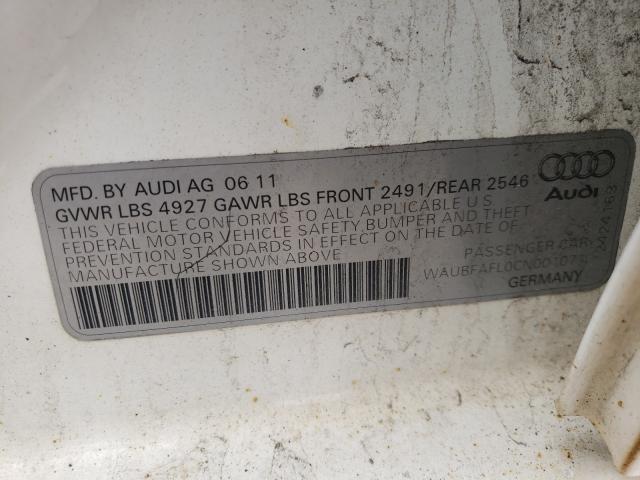 MFD. BY AUDI AG 06 11
GVWR LBS 4927 GAWR LBS FRONT 2491/REAR 2546
THIS VEHICLE CONFORMS TO ALL APPLICABLE U.S.
FEDERAL MOTOR VEHICLE SAFETY, BUMPER AND THEFT
PREVENTION STANDARDS IN EFFECT ON THE DATE OF
MANUFACTURE SHOWN ABOVE
PASSENGER CAR
GERMANY
Audi